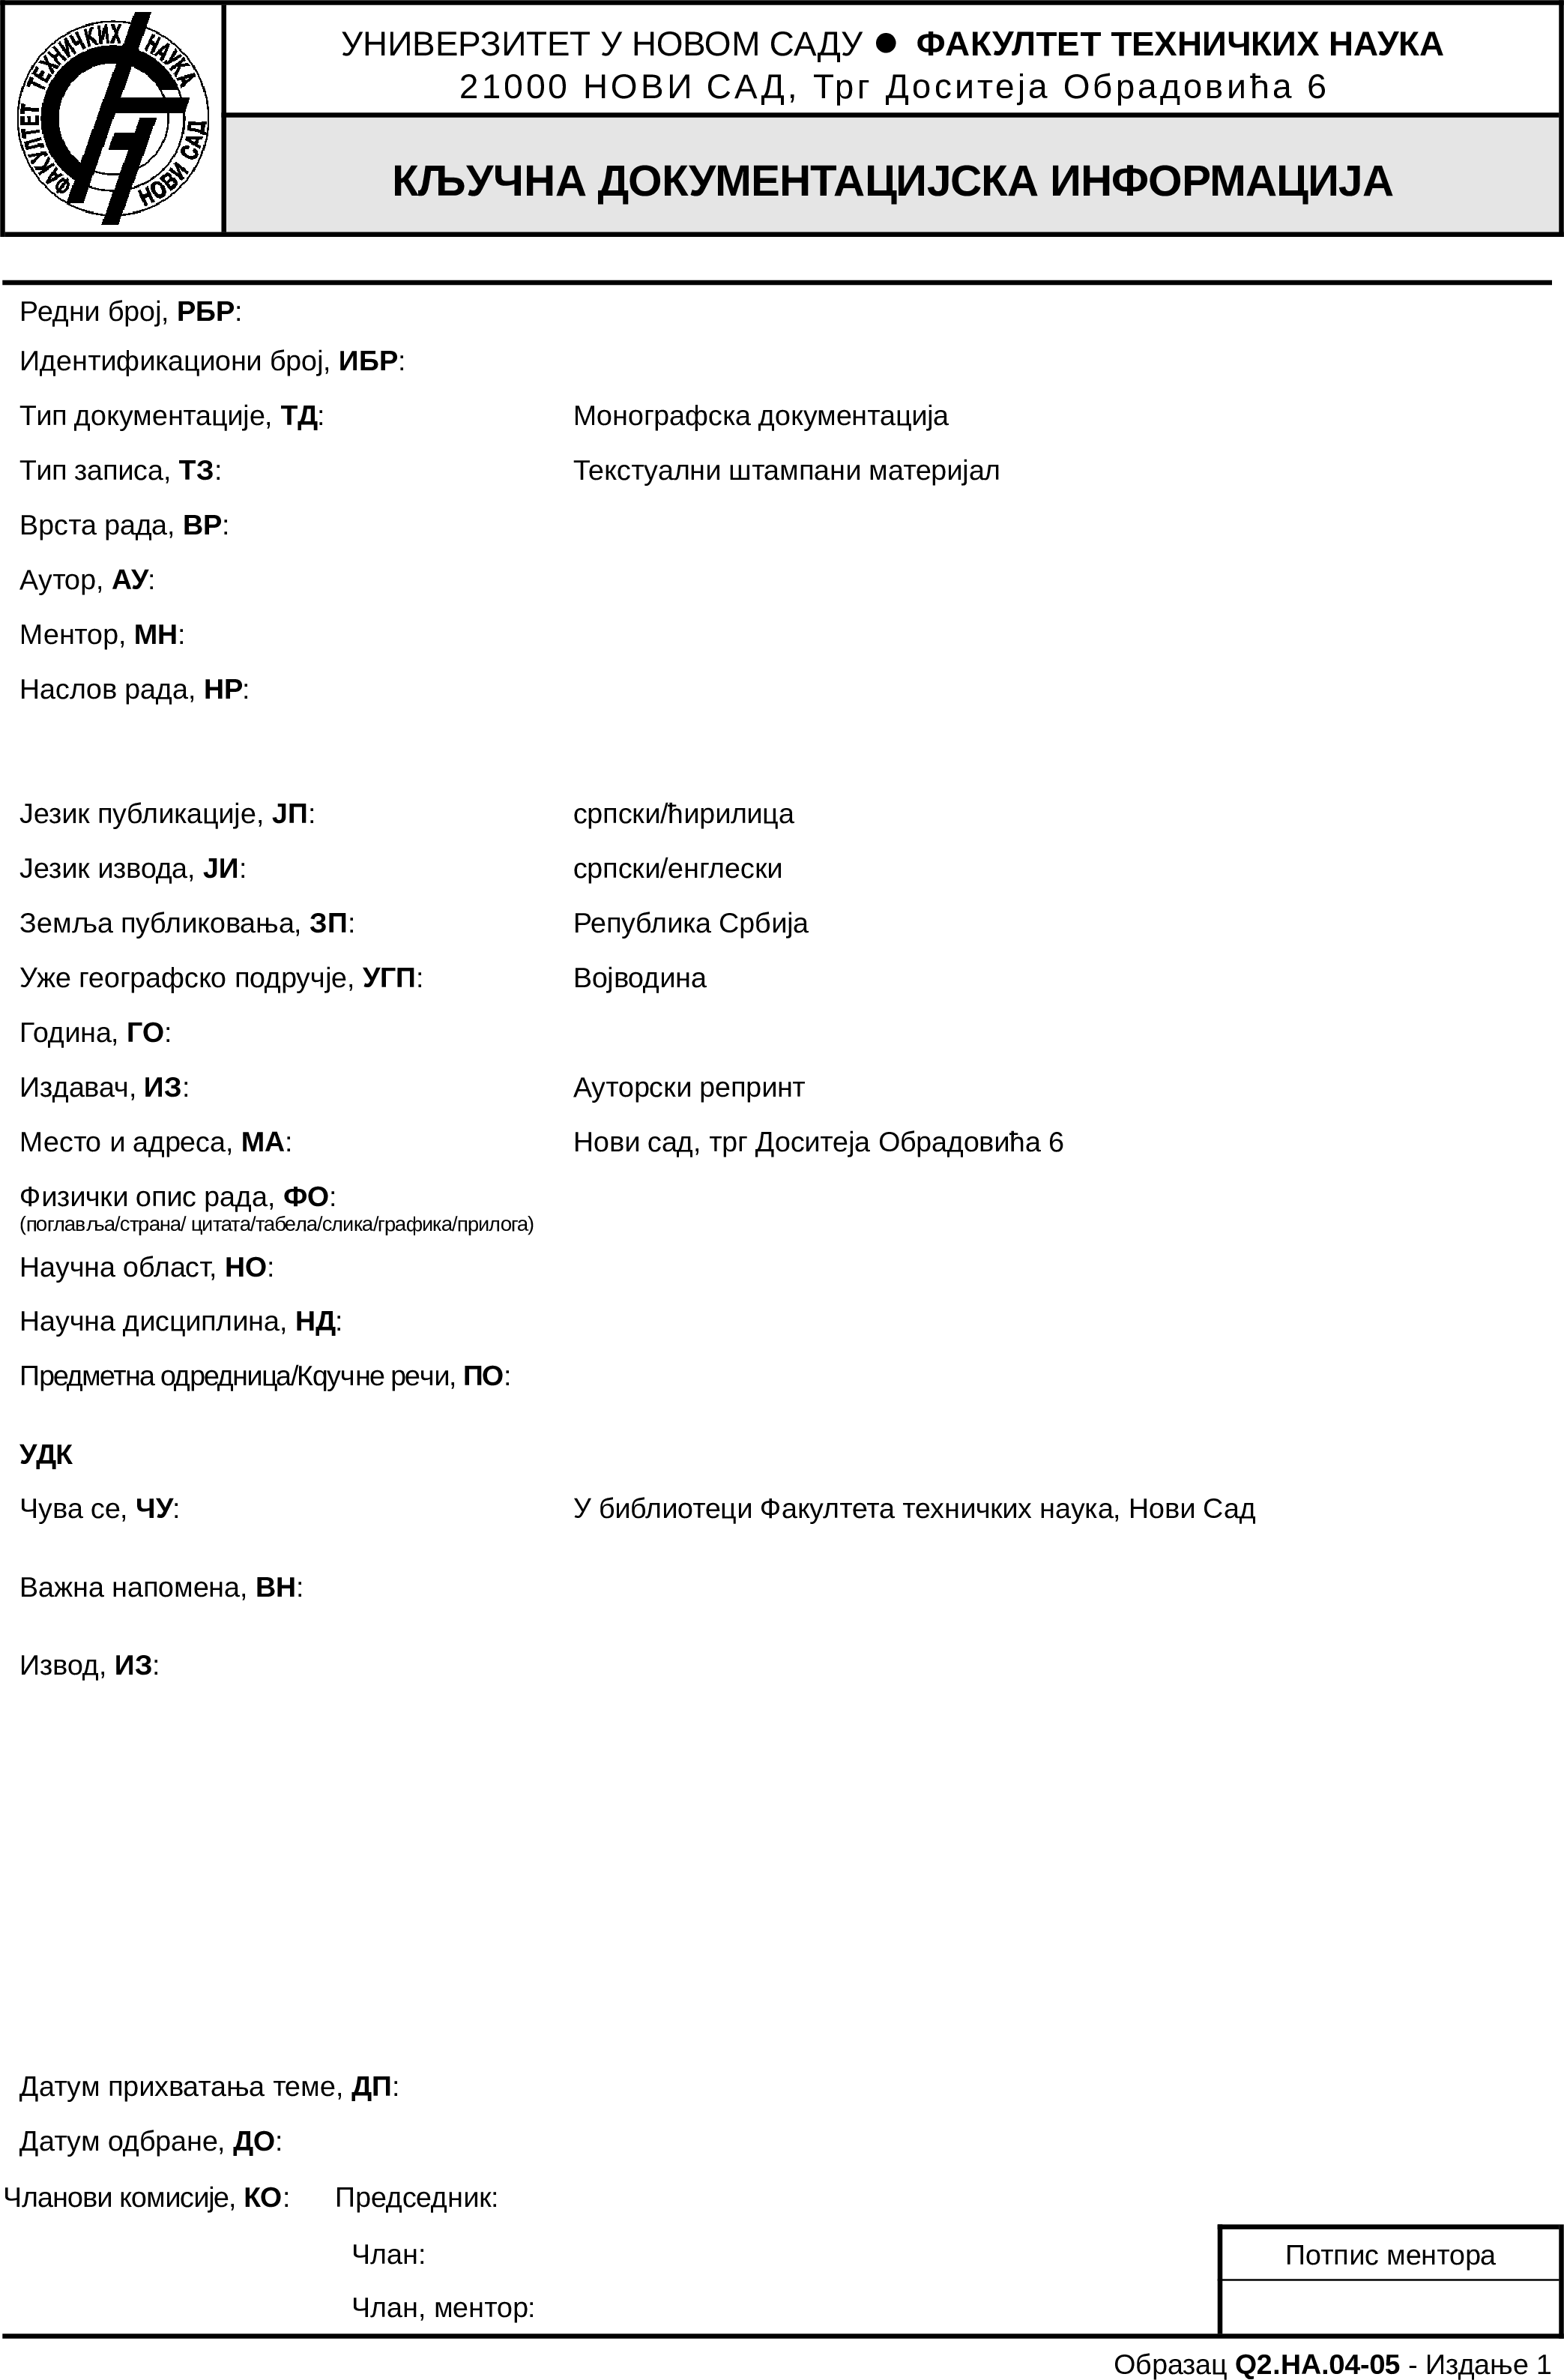 ФАКУЛТЕТ ТЕХНИЧКИХ НАУКА
НОВИ САД
УНИВЕРЗИТЕТ У НОВОМ САДУ ● ФАКУЛТЕТ ТЕХНИЧКИХ НАУКА
21000 НОВИ САД, Трг Доситеја Обрадовића 6
КЉУЧНА ДОКУМЕНТАЦИЈСКА ИНФОРМАЦИЈА
Редни број, РБР:
Идентификациони број, ИБР:
Тип документације, ТД: Монографска документација
Тип записа, ТЗ: Текстуални штампани материјал
Врста рада, ВР:
Аутор, АУ:
Ментор, МН:
Наслов рада, НР:
Језик публикације, ЈП: српски/ћирилица
Језик извода, ЈИ: српски/енглески
Земља публиковања, ЗП: Република Србија
Уже географско подручје, УГП: Војводина
Година, ГО:
Издавач, ИЗ: Ауторски репринт
Место и адреса, МА: Нови сад, трг Доситеја Обрадовића 6
Физички опис рада, ФО:
(поглавља/страна/ цитата/табела/слика/графика/прилога)
Научна област, НО:
Научна дисциплина, НД:
Предметна одредница/Кqучне речи, ПО:
УДК
Чува се, ЧУ: У библиотеци Факултета техничких наука, Нови Сад
Важна напомена, ВН:
Извод, ИЗ:
Датум прихватања теме, ДП:
Датум одбране, ДО:
Чланови комисије, КО: Председник:
Члан:
Потпис ментора
Члан, ментор:
Образац Q2.НА.04-05 - Издање 1